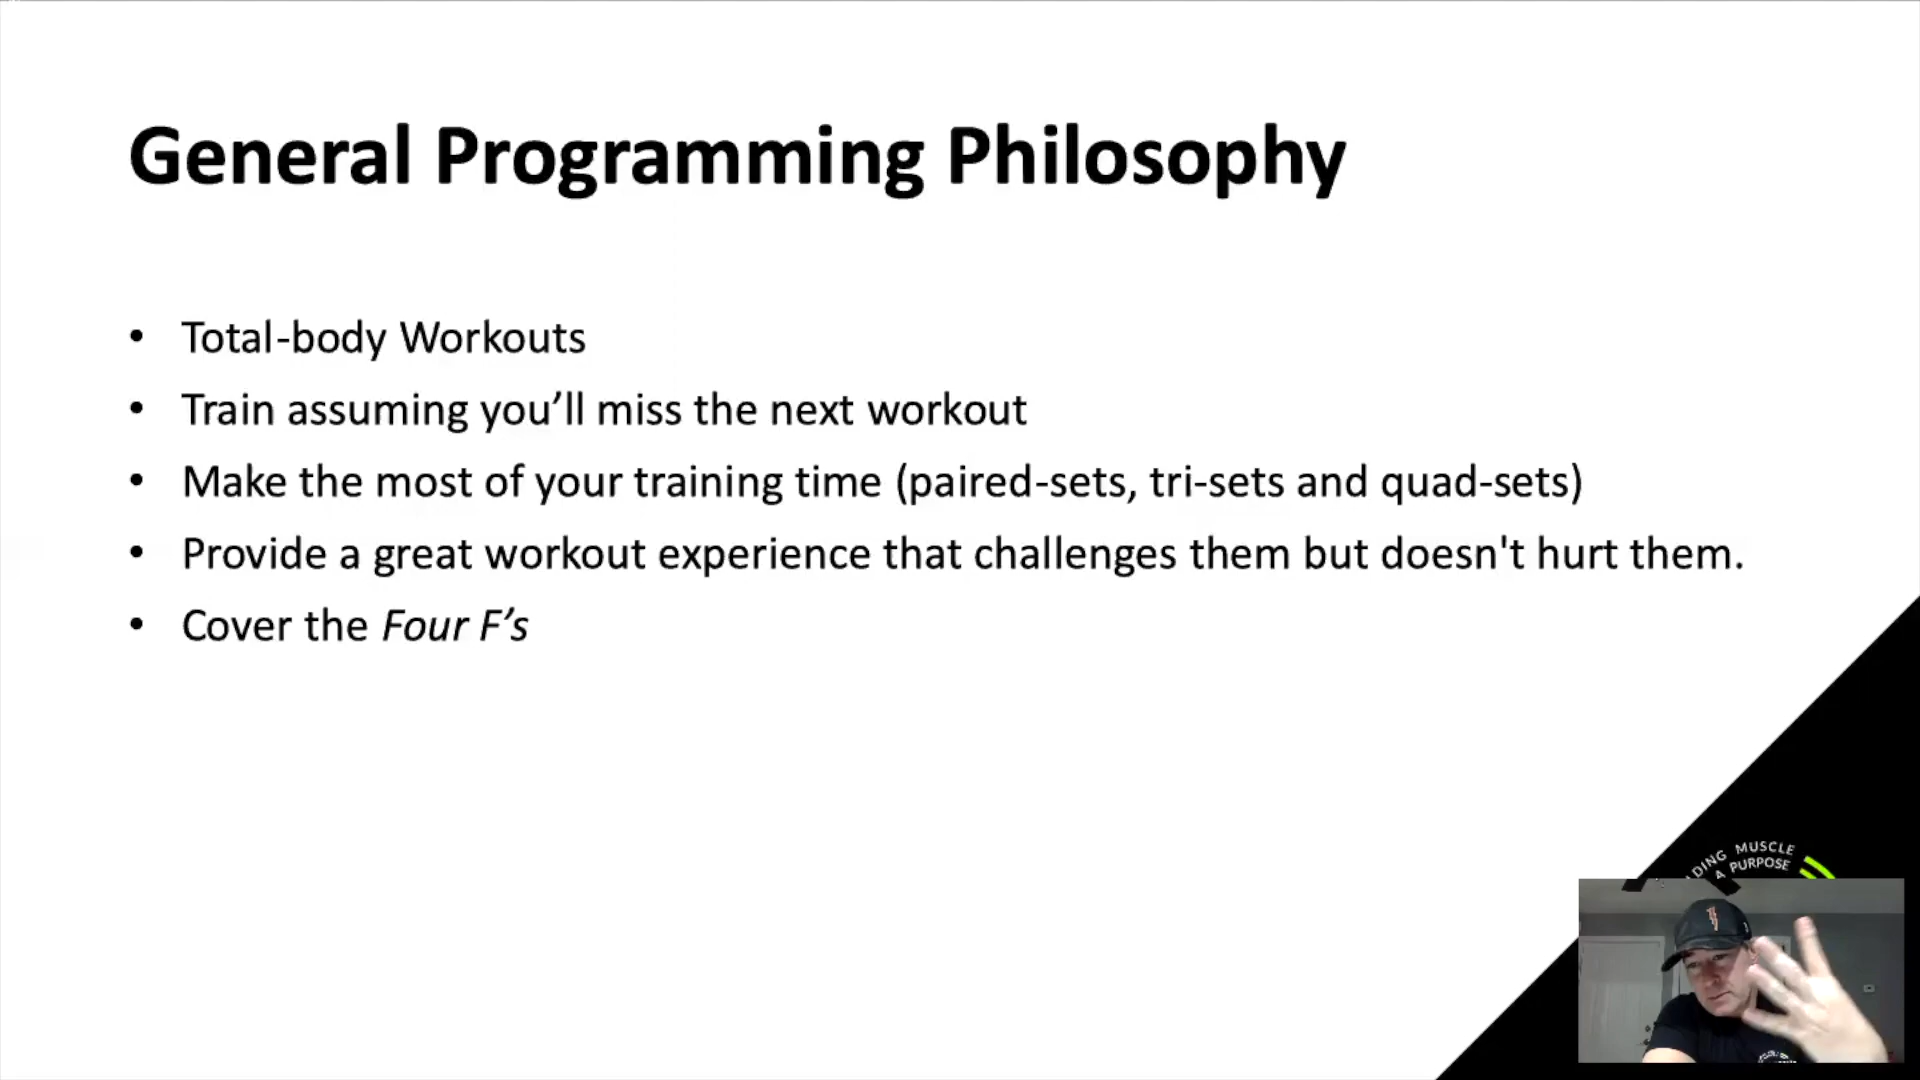 General Programming Philosophy
• Total-body Workouts
• Train assuming you’ll miss the next workout
• Make the most of your training time (paired-sets, tri-sets and quad-sets)
• Provide a great workout experience that challenges them but doesn't hurt them.
• Cover the Four F’s
MUSCLE
A PURPOSE